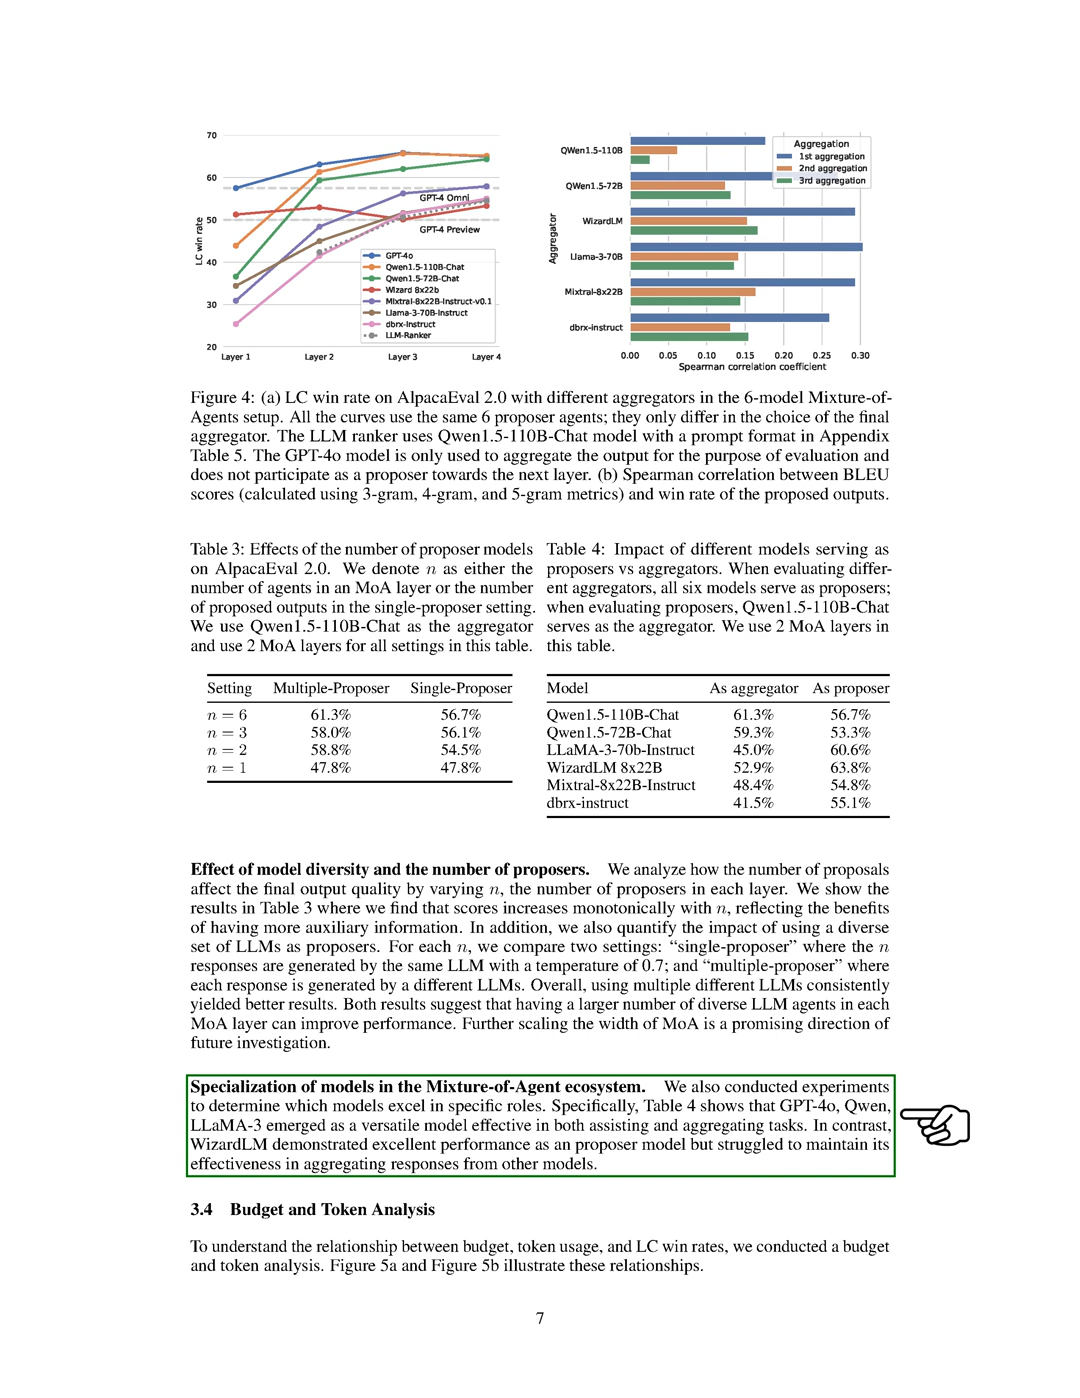 70
60
50
40
30
20
LC win rate
GPT-4 Omni
GPT-4 Preview
GPT-4o
Qwen1.5-110B-Chat
Qwen1.5-72B-Chat
Wizard 8x22b
Mixtral-8x22B-Instruct-v0.1
Llama-3-70B-Instruct
dbrx-Instruct
LLM-Ranker
Layer 1 Layer 2 Layer 3 Layer 4
Aggregator
QWen1.5-110B
QWen1.5-72B
WizardLM
Llama-3-70B
Mixtral-8x22B
dbrx-instruct
Aggregation
1st aggregation
2nd aggregation
3rd aggregation
0.00 0.05 0.10 0.15 0.20 0.25 0.30
Spearman correlation coefficient
Figure 4: (a) LC win rate on AlpacaEval 2.0 with different aggregators in the 6-model Mixture-of-
Agents setup. All the curves use the same 6 proposer agents; they only differ in the choice of the final
aggregator. The LLM ranker uses Qwen1.5-110B-Chat model with a prompt format in Appendix
Table 5. The GPT-4o model is only used to aggregate the output for the purpose of evaluation and
does not participate as a proposer towards the next layer. (b) Spearman correlation between BLEU
scores (calculated using 3-gram, 4-gram, and 5-gram metrics) and win rate of the proposed outputs.
Table 3: Effects of the number of proposer models
on AlpacaEval 2.0. We denote n as either the
number of agents in an MoA layer or the number
of proposed outputs in the single-proposer setting.
We use Qwen1.5-110B-Chat as the aggregator
and use 2 MoA layers for all settings in this table.
Setting Multiple-Proposer Single-Proposer
n = 6 61.3% 56.7%
n = 3 58.0% 56.1%
n = 2 58.8% 54.5%
n = 1 47.8% 47.8%
Table 4: Impact of different models serving as
proposers vs aggregators. When evaluating differ-
ent aggregators, all six models serve as proposers;
when evaluating proposers, Qwen1.5-110B-Chat
serves as the aggregator. We use 2 MoA layers in
this table.
Model As aggregator As proposer
Qwen1.5-110B-Chat 61.3% 56.7%
Qwen1.5-72B-Chat 59.3% 53.3%
LLaMA-3-70b-Instruct 45.0% 60.6%
WizardLM 8x22B 52.9% 63.8%
Mixtral-8x22B-Instruct 48.4% 54.8%
dbrx-instruct 41.5% 55.1%
Effect of model diversity and the number of proposers. We analyze how the number of proposals
affect the final output quality by varying n, the number of proposers in each layer. We show the
results in Table 3 where we find that scores increases monotonically with n, reflecting the benefits
of having more auxiliary information. In addition, we also quantify the impact of using a diverse
set of LLMs as proposers. For each n, we compare two settings: “single-proposer” where the n
responses are generated by the same LLM with a temperature of 0.7; and “multiple-proposer” where
each response is generated by a different LLMs. Overall, using multiple different LLMs consistently
yielded better results. Both results suggest that having a larger number of diverse LLM agents in each
MoA layer can improve performance. Further scaling the width of MoA is a promising direction of
future investigation.
Specialization of models in the Mixture-of-Agent ecosystem. We also conducted experiments
to determine which models excel in specific roles. Specifically, Table 4 shows that GPT-4o, Qwen,
LLaMA-3 emerged as a versatile model effective in both assisting and aggregating tasks. In contrast,
WizardLM demonstrated excellent performance as an proposer model but struggled to maintain its
effectiveness in aggregating responses from other models.
3.4 Budget and Token Analysis
To understand the relationship between budget, token usage, and LC win rates, we conducted a budget
and token analysis. Figure 5a and Figure 5b illustrate these relationships.
7